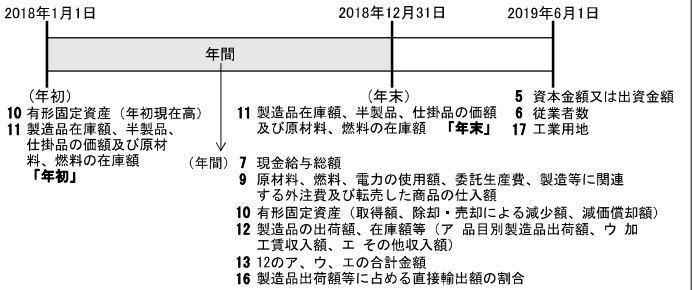 2018年1月1日
2018年12月31日
2019年6月1日
年間
（年初）
10 有形固定資産（年初現在高）
11 製造品在庫額、半製品、
仕掛品の価額及び原材
料、燃料の在庫額
「年初」
（年末）
11 製造品在庫額、半製品、仕掛品の価額
及び原材料、燃料の在庫額 「年末」
5 資本金額又は出資金額
6 従業者数
17 工業用地
（年間）
7 現金給与総額
9 原材料、燃料、電力の使用額、委託生産費、製造等に関連
する外注費及び転売した商品の仕入額
10 有形固定資産（取得額、除却・売却による減少額、減価償却額）
12 製造品の出荷額、在庫額等（ア 品目別製造品出荷額、ウ 加
工賃収入額、エ その他収入額）
13 12のア、ウ、エの合計金額
16 製造品出荷額等に占める直接輸出額の割合